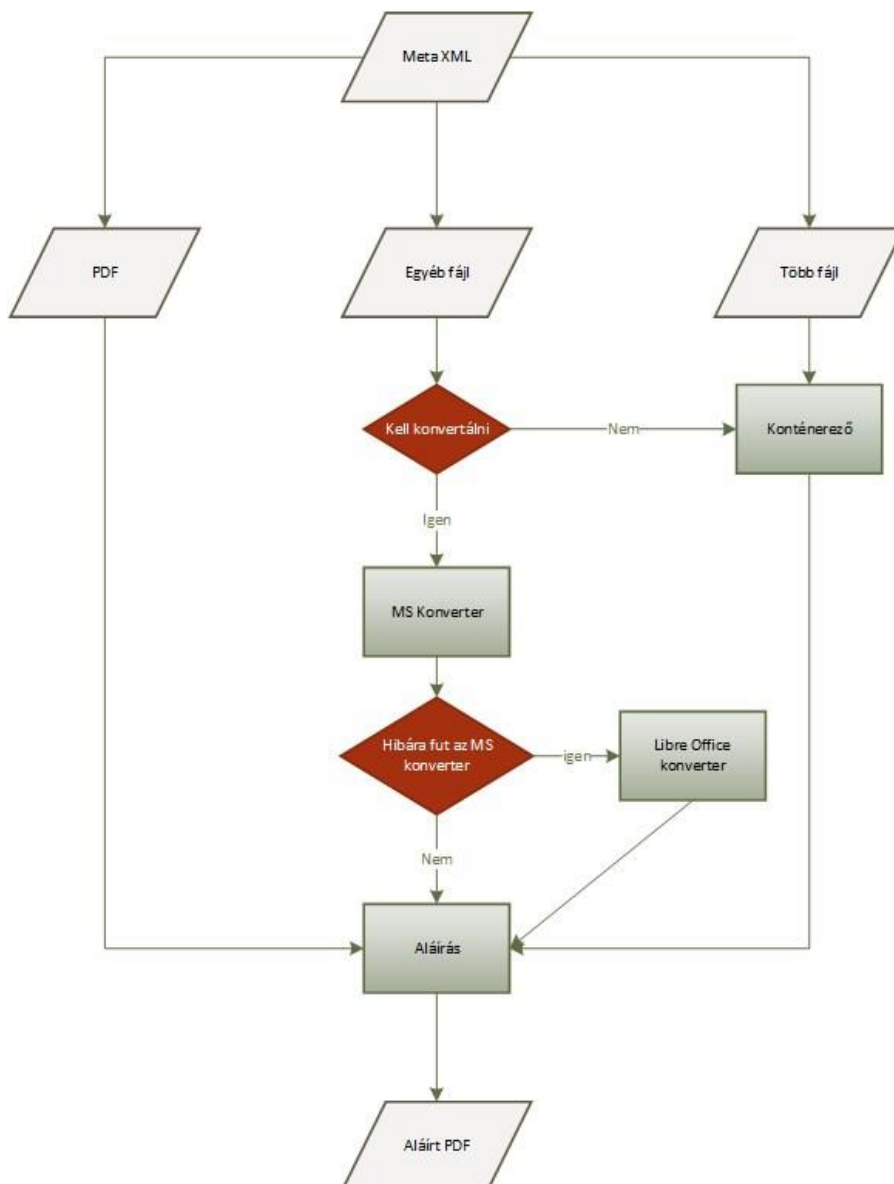 Meta XML
PDF
Egyéb fájl
Több fájl
Kell konvertálni
Nem
Konténerező
Igen
MS Konverter
Hibára fut az MS
konverter
igen
Libre Office
konverter
Nem
Aláírás
Aláírt PDF